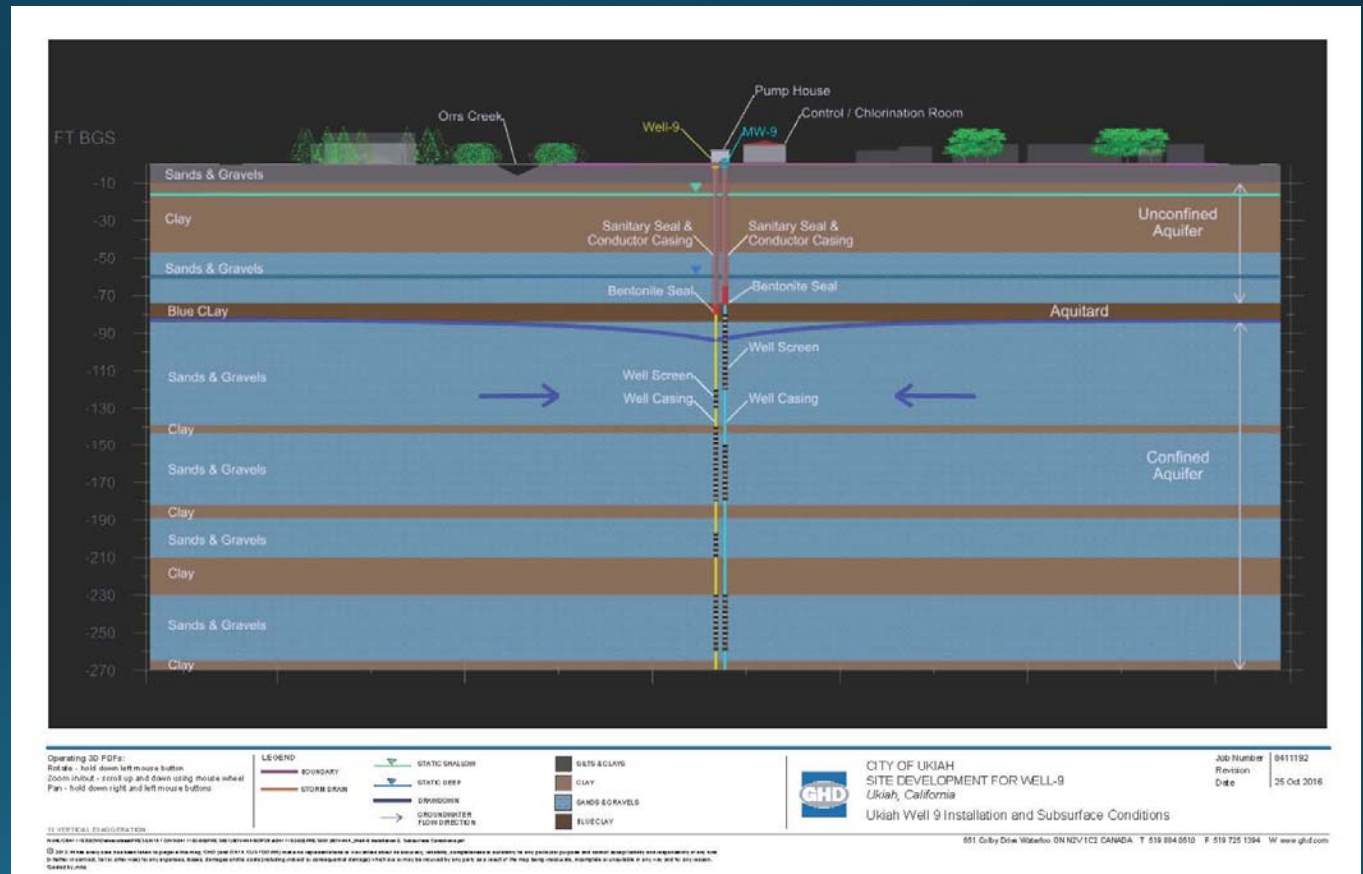 Pump House
Orrs Creek
Control / Chlorination Room
Well-9
MW-9
FT BGS
Sands & Gravels
-10
Clay
-30
Unconfined
Aquifer
Sanitary Seal &
Conductor Casing
Sanitary Seal &
Conductor Casing
-50
Sands & Gravels
-70
Bentonite Seal
Bentonite Seal
Blue CLay
Aquitard
-90
Well Screen
-110
Sands & Gravels
Well Screen
Well Casing
Well Casing
-130
Clay
-150
Confined
Aquifer
Sands & Gravels
-170
-190
Clay
Sands & Gravels
-210
Clay
-230
Sands & Gravels
-250
-270
Clay
Operating 3D PDFs:
Rotate - hold down left mouse button
Zoom in/out - scroll up and down using mouse wheel
Pan - hold down right and left mouse buttons
LEGEND
BOUNDARY
STORM DRAIN
STATIC SHALLOW
STATIC DEEP
DRAWDOWN
GROUNDWATER
FLOW DIRECTION
SILTS & CLAYS
CLAY
SANDS & GRAVELS
BLUE CLAY
GHD
CITY OF UKIAH
SITE DEVELOPMENT FOR WELL-9
Ukiah, California
Ukiah Well 9 Installation and Subsurface Conditions
Job Number 8411192
Revision
Date 25 Oct 2016
VERTICAL EXAGGERATION
651 Colby Drive Waterloo ON N2V1C2 CANADA T 519 884 0510 F 519 725 1394 W www.ghd.com